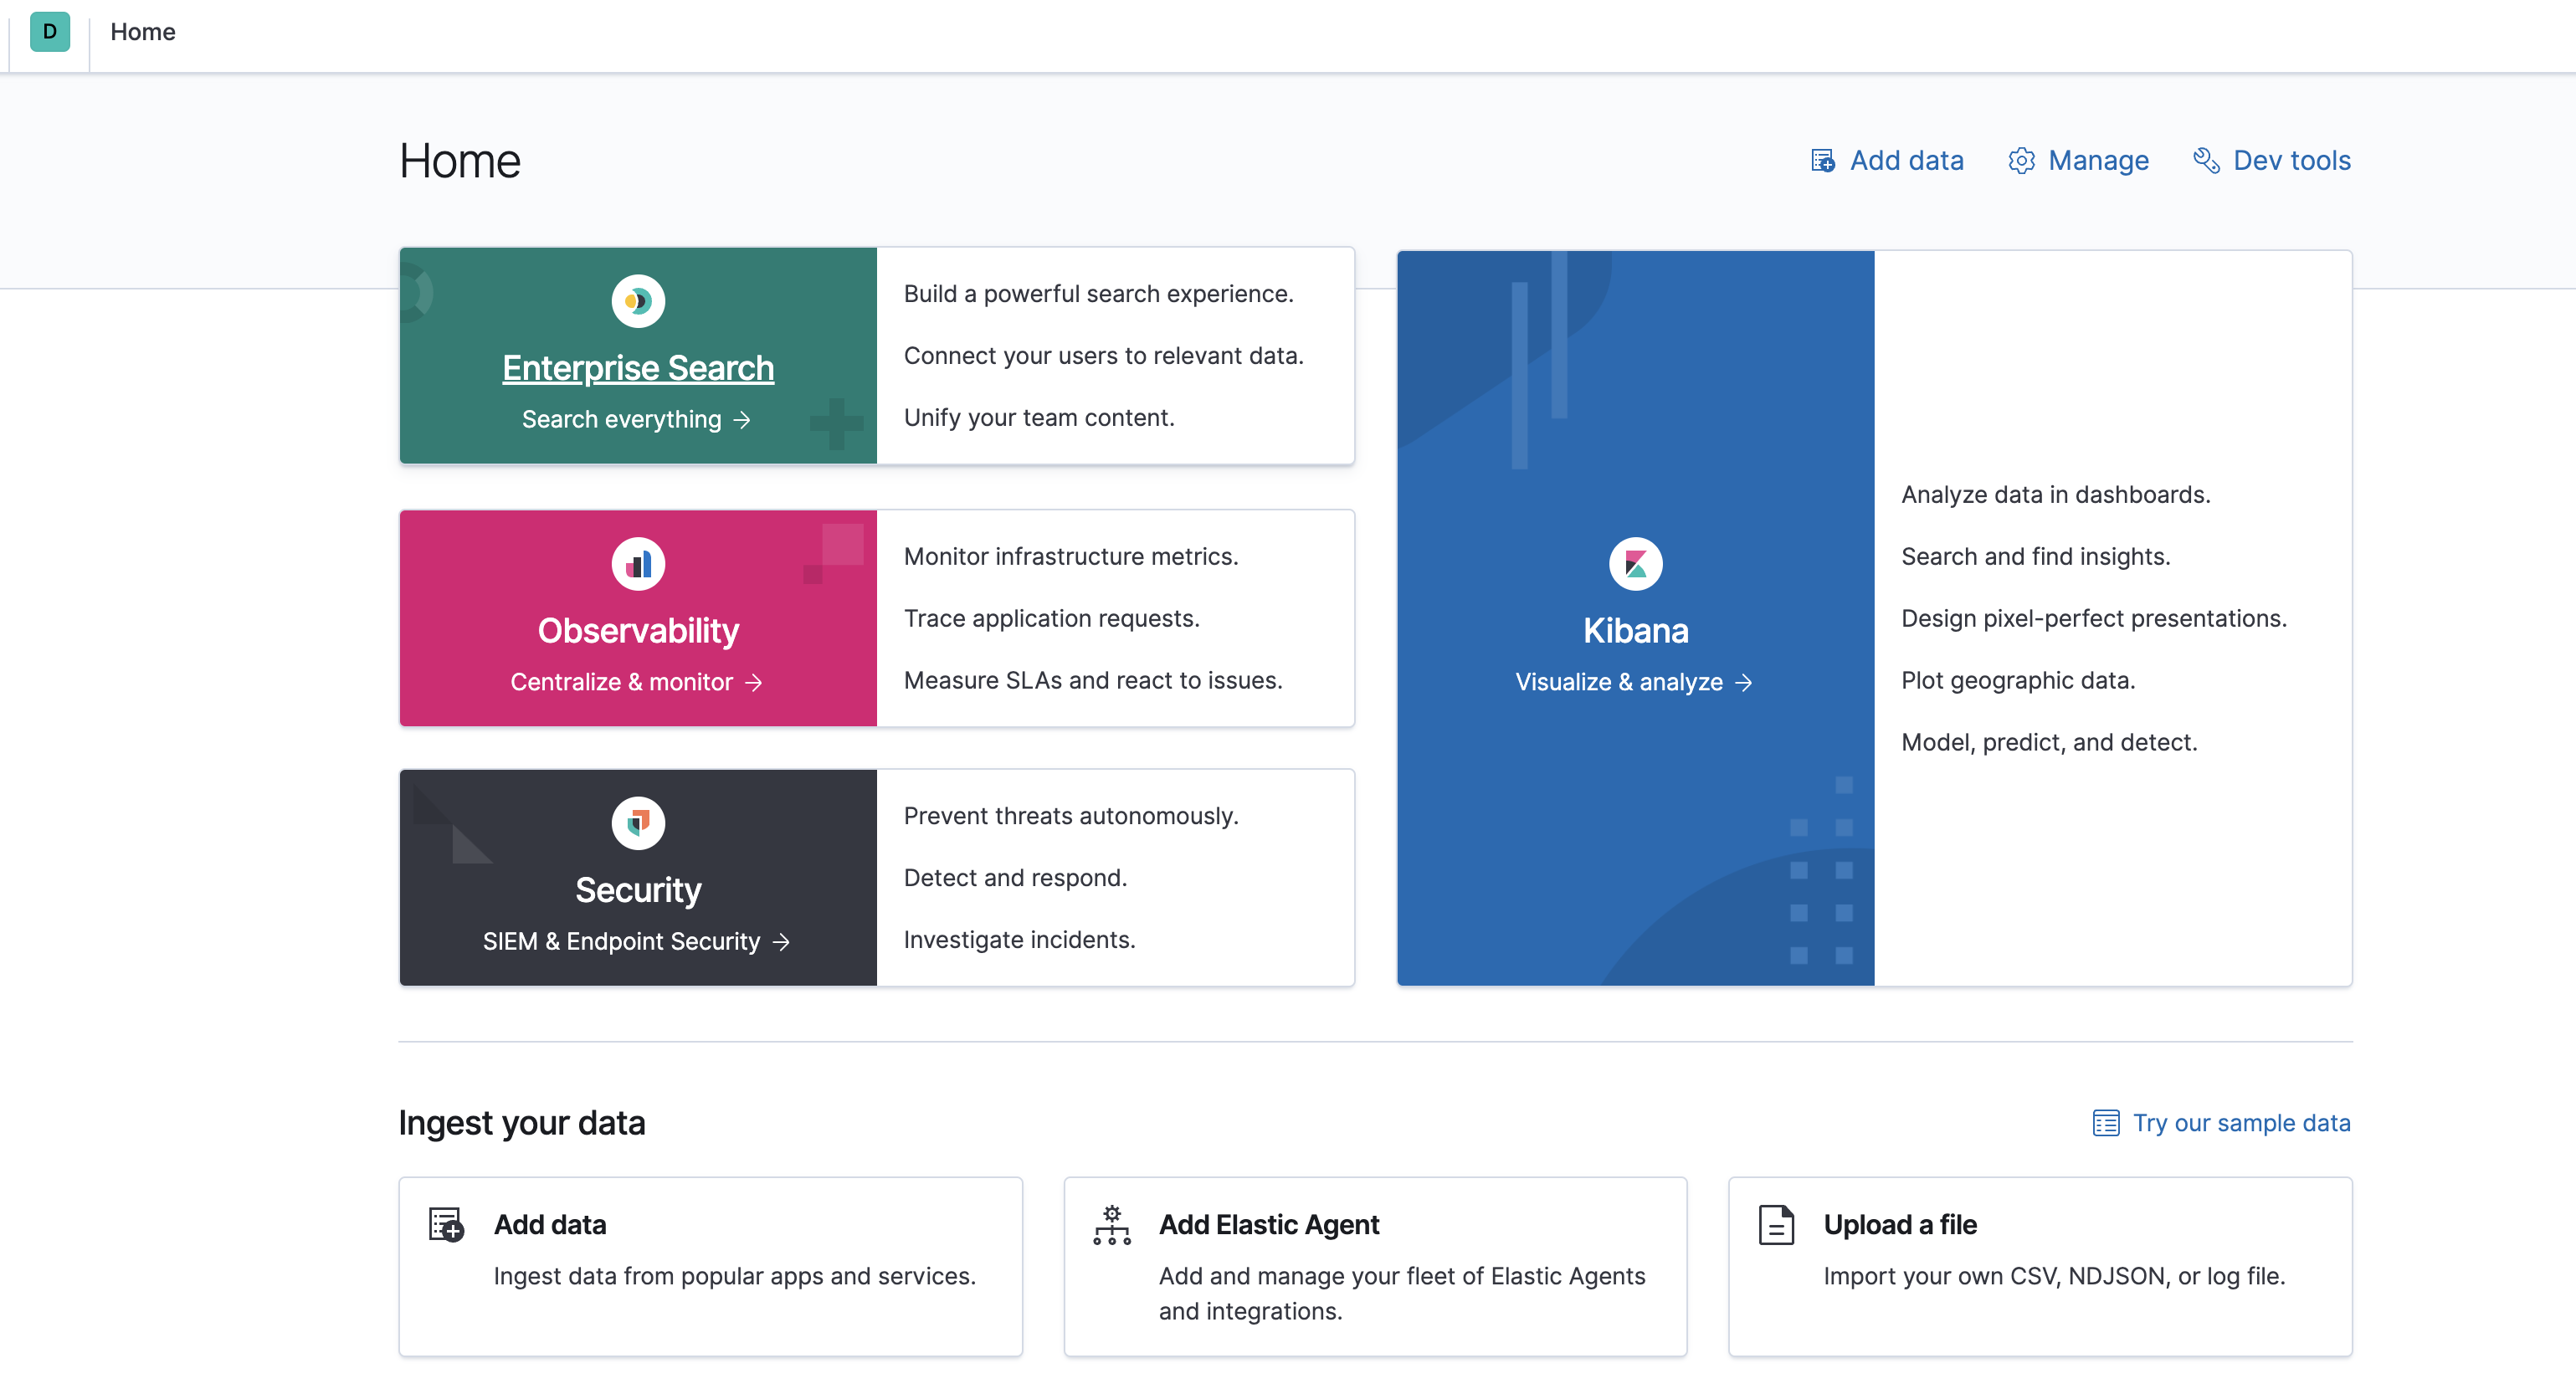 D
Home
Home
Add data
Manage
Dev tools
Enterprise Search
Search everything →
Build a powerful search experience.
Connect your users to relevant data.
Unify your team content.
Observability
Centralize & monitor →
Monitor infrastructure metrics.
Trace application requests.
Measure SLAs and react to issues.
Security
SIEM & Endpoint Security →
Prevent threats autonomously.
Detect and respond.
Investigate incidents.
Kibana
Visualize & analyze →
Analyze data in dashboards.
Search and find insights.
Design pixel-perfect presentations.
Plot geographic data.
Model, predict, and detect.
Ingest your data
Try our sample data
Add data
Ingest data from popular apps and services.
Add Elastic Agent
Add and manage your fleet of Elastic Agents
and integrations.
Upload a file
Import your own CSV, NDJSON, or log file.